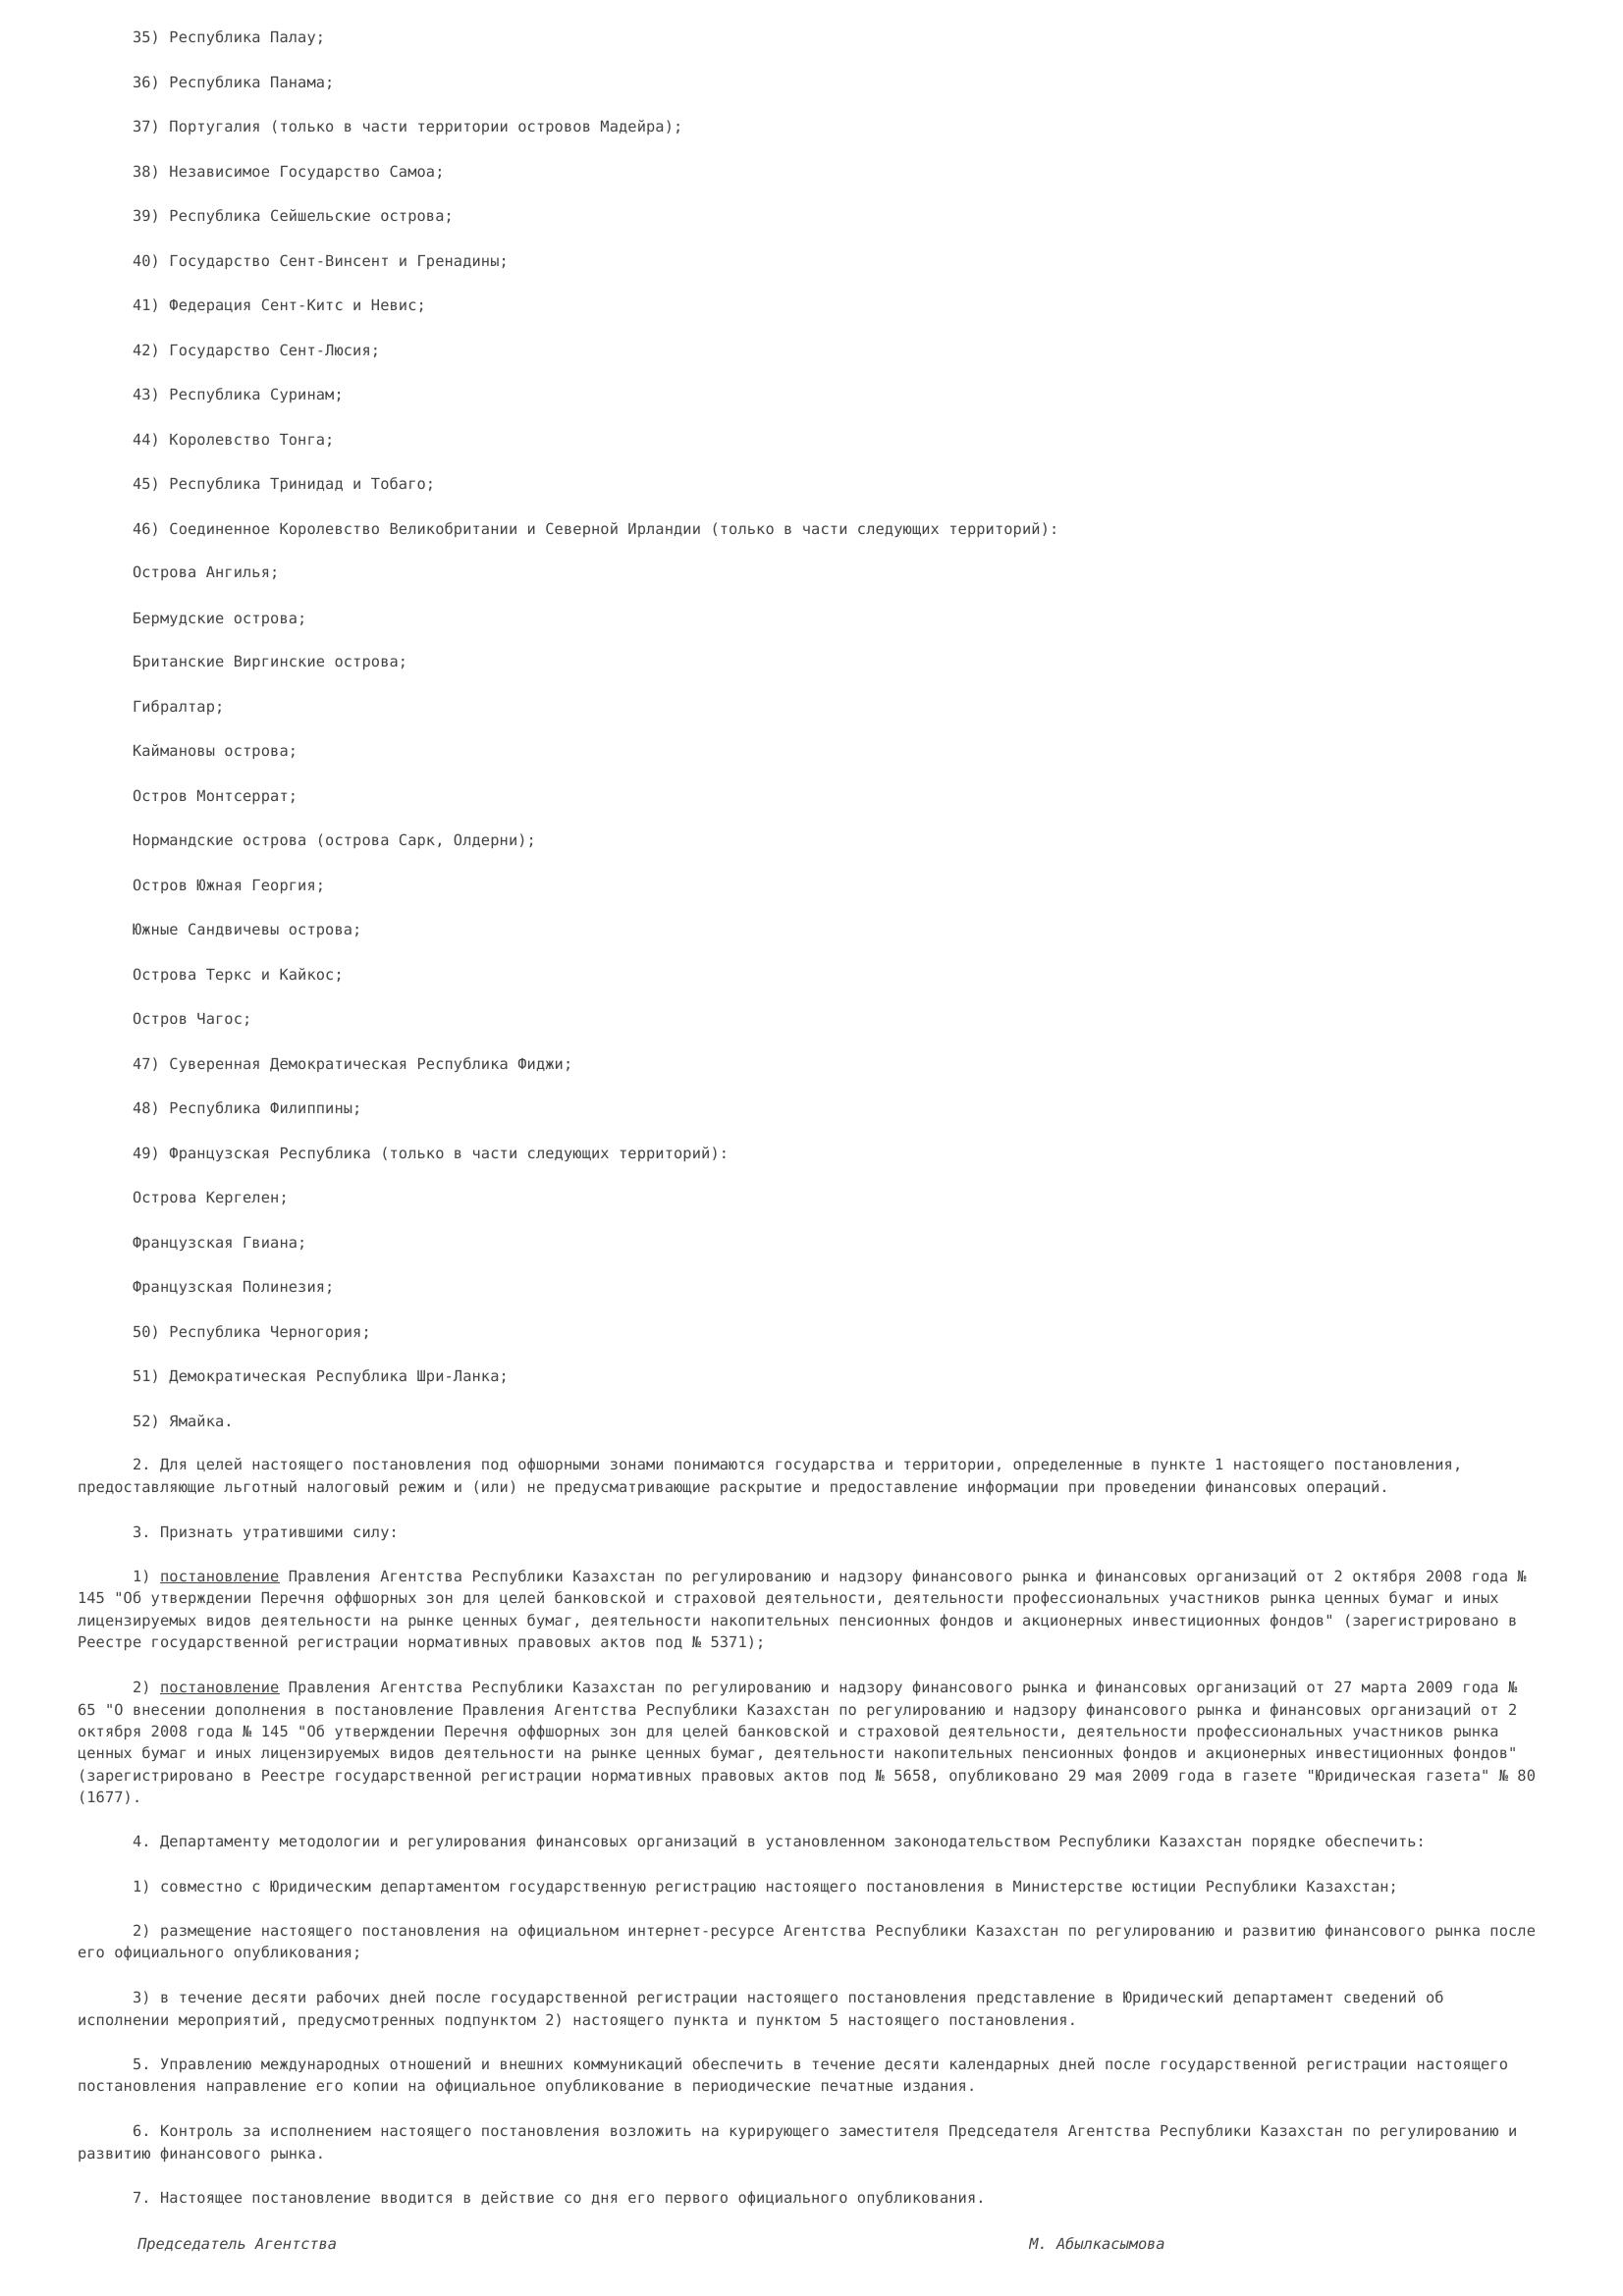 35) Республика Палау;
36) Республика Панама;
37) Португалия (только в части территории островов Мадейра);
38) Независимое Государство Самоа;
39) Республика Сейшельские острова;
40) Государство Сент-Винсент и Гренадины;
41) Федерация Сент-Китс и Невис;
42) Государство Сент-Люсия;
43) Республика Суринам;
44) Королевство Тонга;
45) Республика Тринидад и Тобаго;
46) Соединенное Королевство Великобритании и Северной Ирландии (только в части следующих территорий):
Острова Ангилья;
Бермудские острова;
Британские Виргинские острова;
Гибралтар;
Каймановы острова;
Остров Монтсеррат;
Нормандские острова (острова Сарк, Олдерни);
Остров Южная Георгия;
Южные Сандвичевы острова;
Острова Теркс и Кайкос;
Остров Чагос;
47) Суверенная Демократическая Республика Фиджи;
48) Республика Филиппины;
49) Французская Республика (только в части следующих территорий):
Острова Кергелен;
Французская Гвиана;
Французская Полинезия;
50) Республика Черногория;
51) Демократическая Республика Шри-Ланка;
52) Ямайка.
2. Для целей настоящего постановления под офшорными зонами понимаются государства и территории, определенные в пункте 1 настоящего постановления,
предоставляющие льготный налоговый режим и (или) не предусматривающие раскрытие и предоставление информации при проведении финансовых операций.
3. Признать утратившими силу:
1) постановление Правления Агентства Республики Казахстан по регулированию и надзору финансового рынка и финансовых организаций от 2 октября 2008 года №
145 "Об утверждении Перечня оффшорных зон для целей банковской и страховой деятельности, деятельности профессиональных участников рынка ценных бумаг и иных
лицензируемых видов деятельности на рынке ценных бумаг, деятельности накопительных пенсионных фондов и акционерных инвестиционных фондов" (зарегистрировано в
Реестре государственной регистрации нормативных правовых актов под № 5371);
2) постановление Правления Агентства Республики Казахстан по регулированию и надзору финансового рынка и финансовых организаций от 27 марта 2009 года №
65 "О внесении дополнения в постановление Правления Агентства Республики Казахстан по регулированию и надзору финансового рынка и финансовых организаций от 2
октября 2008 года № 145 "Об утверждении Перечня оффшорных зон для целей банковской и страховой деятельности, деятельности профессиональных участников рынка
ценных бумаг и иных лицензируемых видов деятельности на рынке ценных бумаг, деятельности накопительных пенсионных фондов и акционерных инвестиционных фондов"
(зарегистрировано в Реестре государственной регистрации нормативных правовых актов под № 5658, опубликовано 29 мая 2009 года в газете "Юридическая газета" № 80
(1677).
4. Департаменту методологии и регулирования финансовых организаций в установленном законодательством Республики Казахстан порядке обеспечить:
1) совместно с Юридическим департаментом государственную регистрацию настоящего постановления в Министерстве юстиции Республики Казахстан;
2) размещение настоящего постановления на официальном интернет-ресурсе Агентства Республики Казахстан по регулированию и развитию финансового рынка после
его официального опубликования;
3) в течение десяти рабочих дней после государственной регистрации настоящего постановления представление в Юридический департамент сведений об
исполнении мероприятий, предусмотренных подпунктом 2) настоящего пункта и пунктом 5 настоящего постановления.
5. Управлению международных отношений и внешних коммуникаций обеспечить в течение десяти календарных дней после государственной регистрации настоящего
постановления направление его копии на официальное опубликование в периодические печатные издания.
6. Контроль за исполнением настоящего постановления возложить на курирующего заместителя Председателя Агентства Республики Казахстан по регулированию и
развитию финансового рынка.
7. Настоящее постановление вводится в действие со дня его первого официального опубликования.
Председатель Агентства М. Абылкасымова